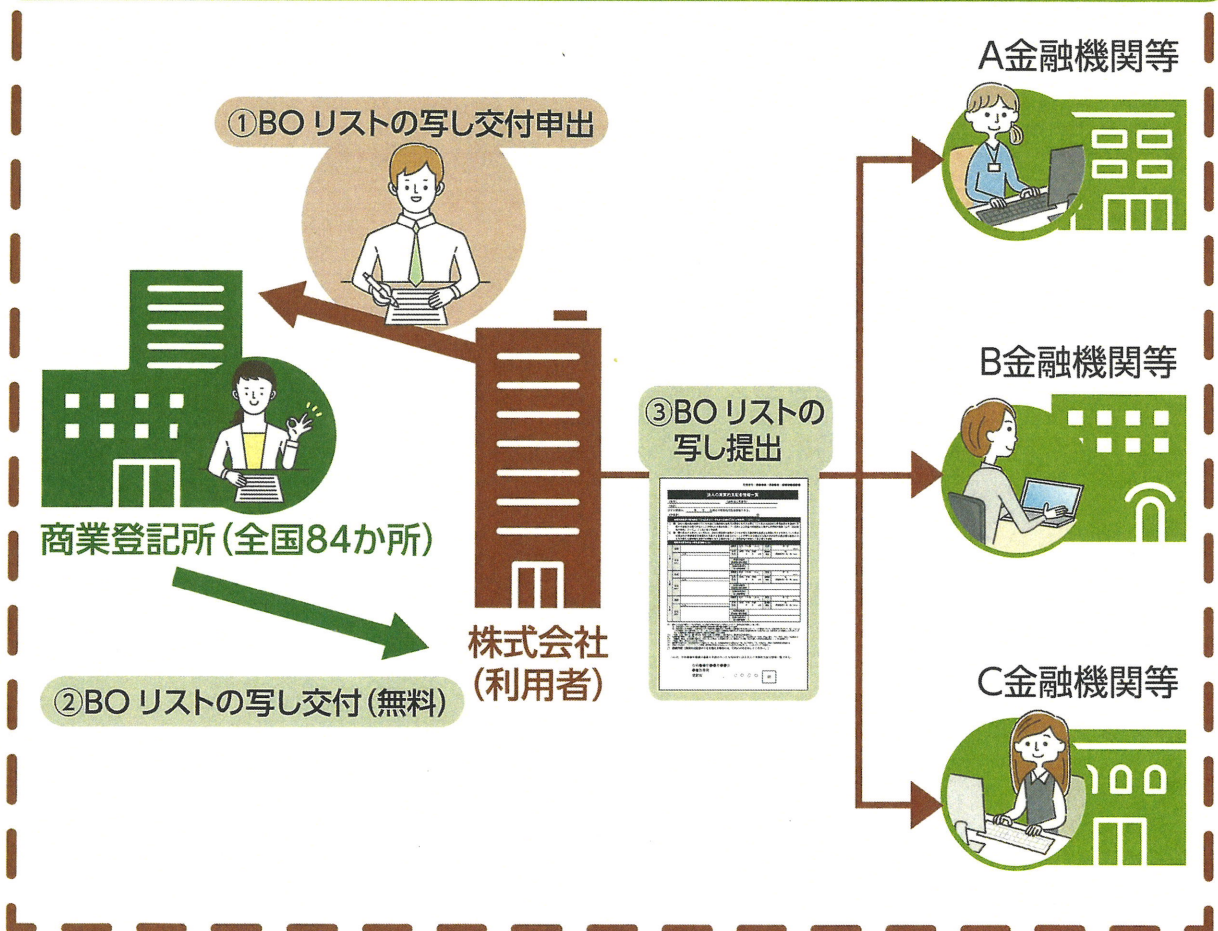 ①BO リストの写し交付申出
商業登記所(全国84か所)
②BO リストの写し交付(無料)
株式会社
(利用者)
③BO リストの
写し提出
A金融機関等
B金融機関等
C金融機関等